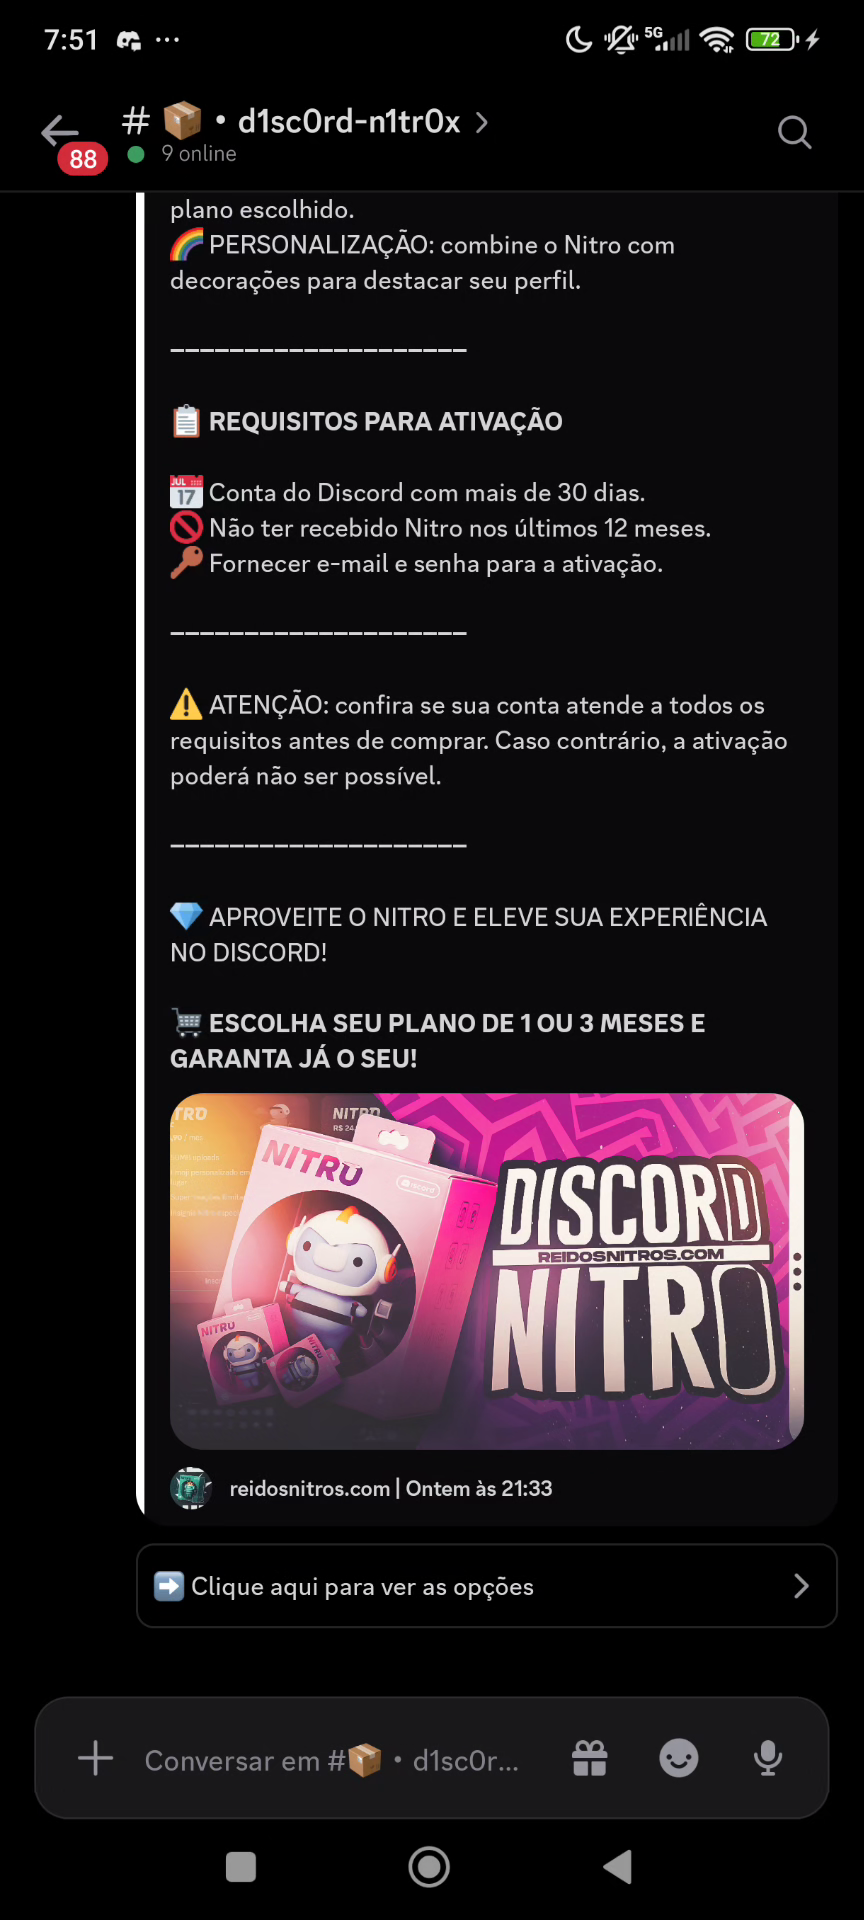 7:51
5G
72
# 📦 • d1sc0rd-n1tr0x
9 online
88
plano escolhido.
🌈 PERSONALIZAÇÃO: combine o Nitro com
decorações para destacar seu perfil.
––––––––––––––––––––
📋 REQUISITOS PARA ATIVAÇÃO
📅 Conta do Discord com mais de 30 dias.
🚫 Não ter recebido Nitro nos últimos 12 meses.
🔑 Fornecer e-mail e senha para a ativação.
––––––––––––––––––––
⚠️ ATENÇÃO: confira se sua conta atende a todos os
requisitos antes de comprar. Caso contrário, a ativação
poderá não ser possível.
––––––––––––––––––––
💎 APROVEITE O NITRO E ELEVE SUA EXPERIÊNCIA
NO DISCORD!
🛒 ESCOLHA SEU PLANO DE 1 OU 3 MESES E
GARANTA JÁ O SEU!
NITRO
NITRO
Discord
DISCORD
REIDOSNITROS.COM
NITRO
NITRO
reidosnitros.com | Ontem às 21:33
➡️ Clique aqui para ver as opções
Conversar em #📦 • d1sc0r...